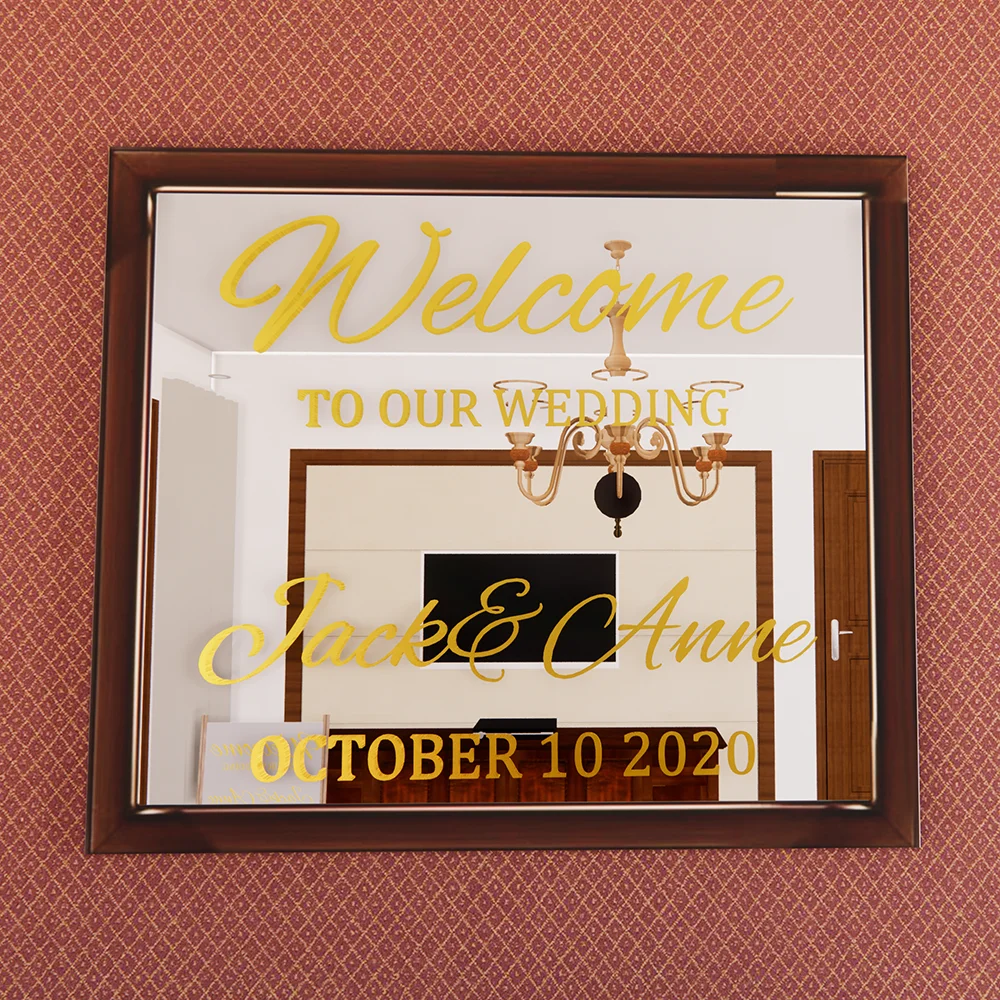 Welcome
TO OUR WEDDING
Jack & Anne
OCTOBER 10 2020